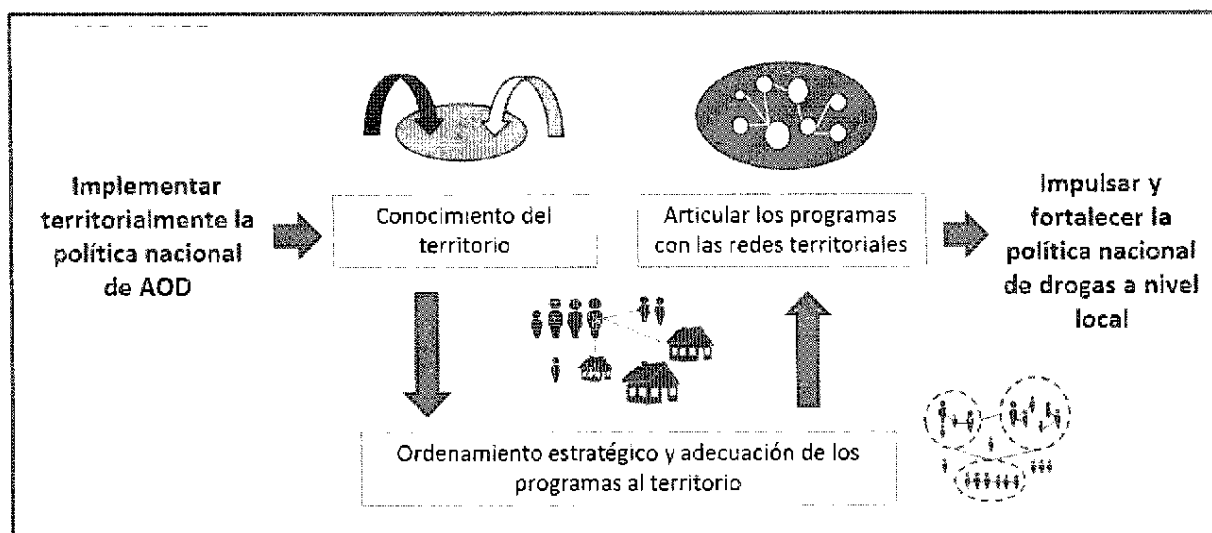 Implementar
territorialmente la
política nacional
de AOD
Conocimiento del
territorio
Articular los programas
con las redes territoriales
Impulsar y
fortalecer la
política nacional
de drogas a nivel
local
Ordenamiento estratégico y adecuación de los
programas al territorio